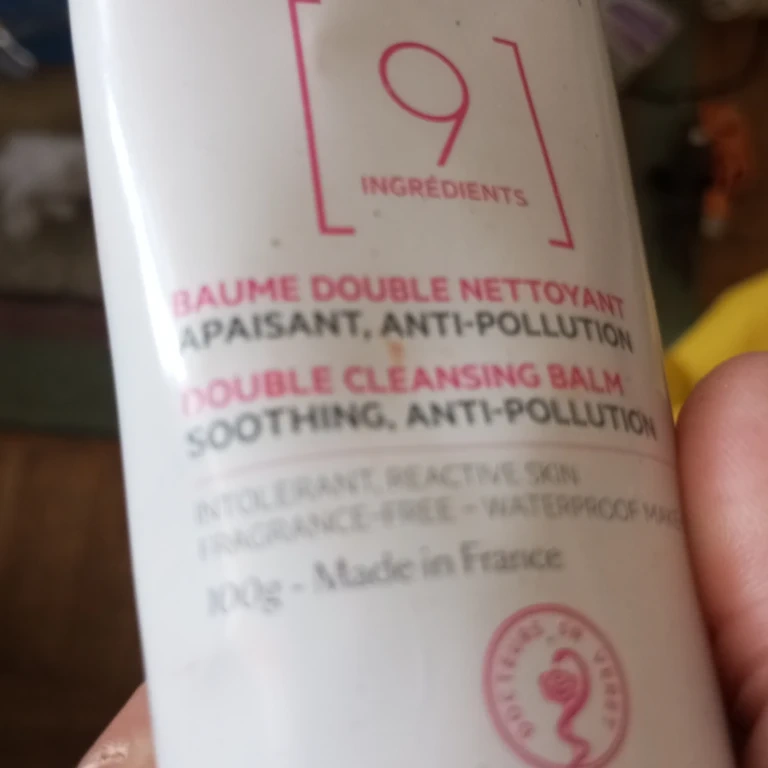 9
INGRÉDIENTS
BAUME DOUBLE NETTOYANT
APAISANT, ANTI-POLLUTION
DOUBLE CLEANSING BALM
SOOTHING, ANTI-POLLUTION
INTOLERANT, REACTIVE SKIN
FRAGRANCE-FREE - WATERPROOF
100g - Made in France